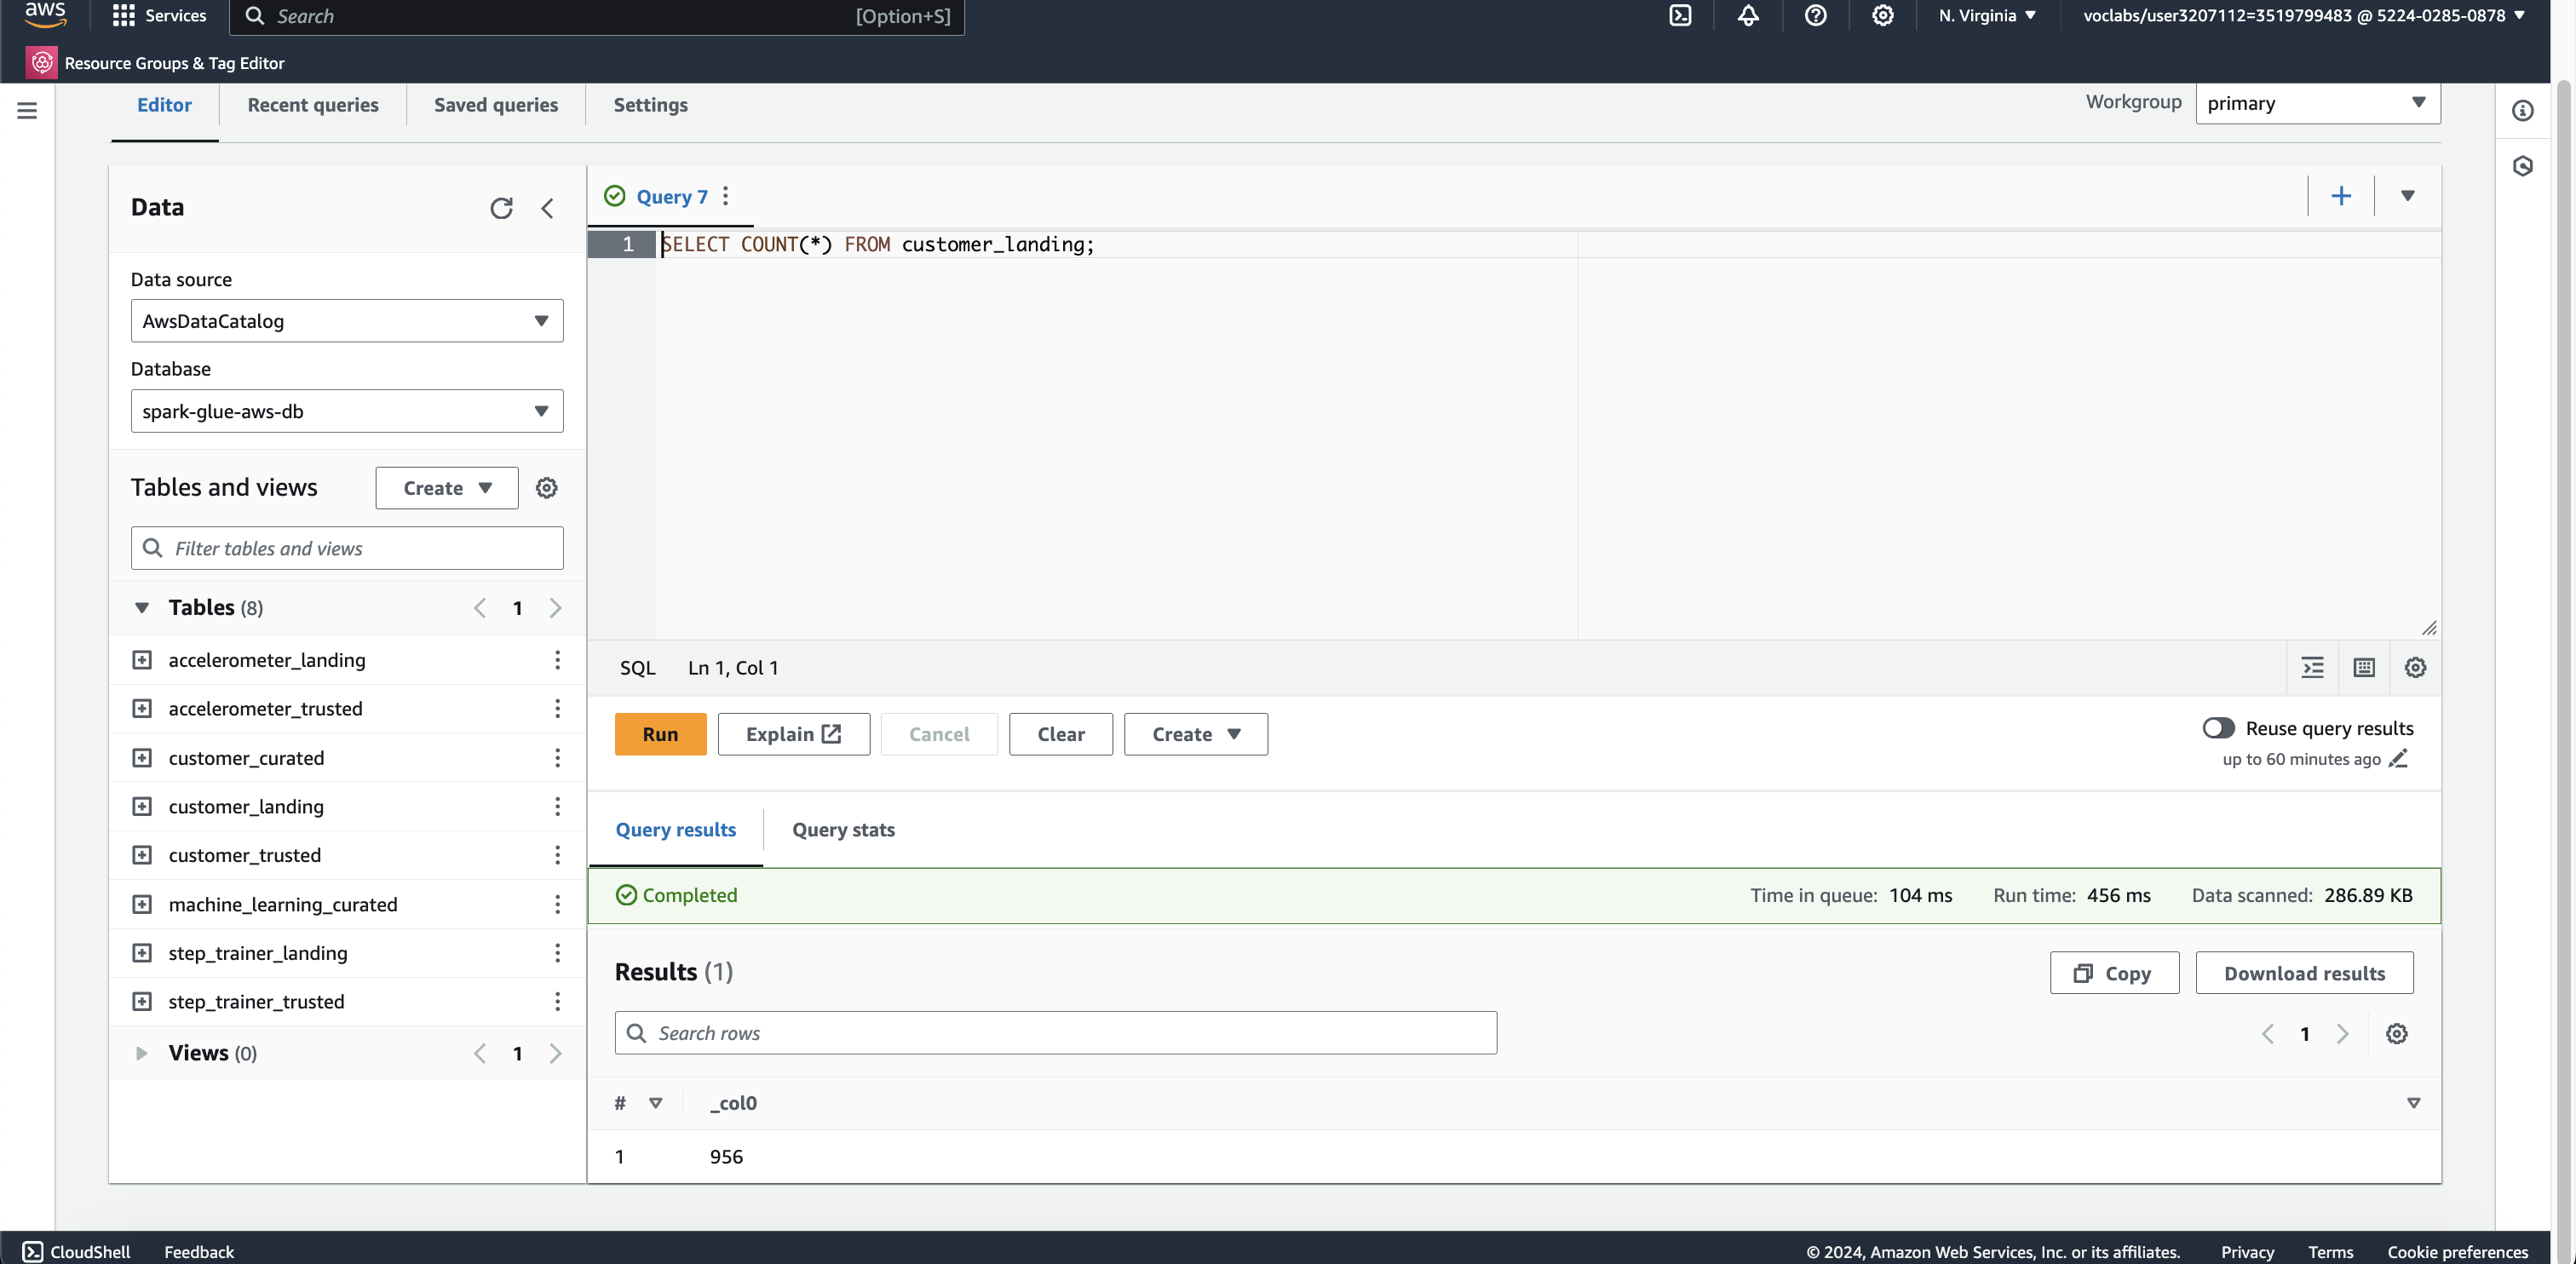 aws
Services
Search
[Option+S]
N. Virginia
voclabs/user3207112=3519799483 @ 5224-0285-0878
Resource Groups & Tag Editor
Editor
Recent queries
Saved queries
Settings
Workgroup
primary
Data
Data source
AwsDataCatalog
Database
spark-glue-aws-db
Tables and views
Create
Filter tables and views
Tables (8)
1
accelerometer_landing
accelerometer_trusted
customer_curated
customer_landing
customer_trusted
machine_learning_curated
step_trainer_landing
step_trainer_trusted
Views (0)
1
Query 7
1 SELECT COUNT(*) FROM customer_landing;
SQL
Ln 1, Col 1
Run
Explain
Cancel
Clear
Create
Reuse query results
up to 60 minutes ago
Query results
Query stats
Completed
Time in queue: 104 ms
Run time: 456 ms
Data scanned: 286.89 KB
Results (1)
Copy
Download results
Search rows
1
# _col0
1 956
CloudShell
Feedback
© 2024, Amazon Web Services, Inc. or its affiliates.
Privacy
Terms
Cookie preferences